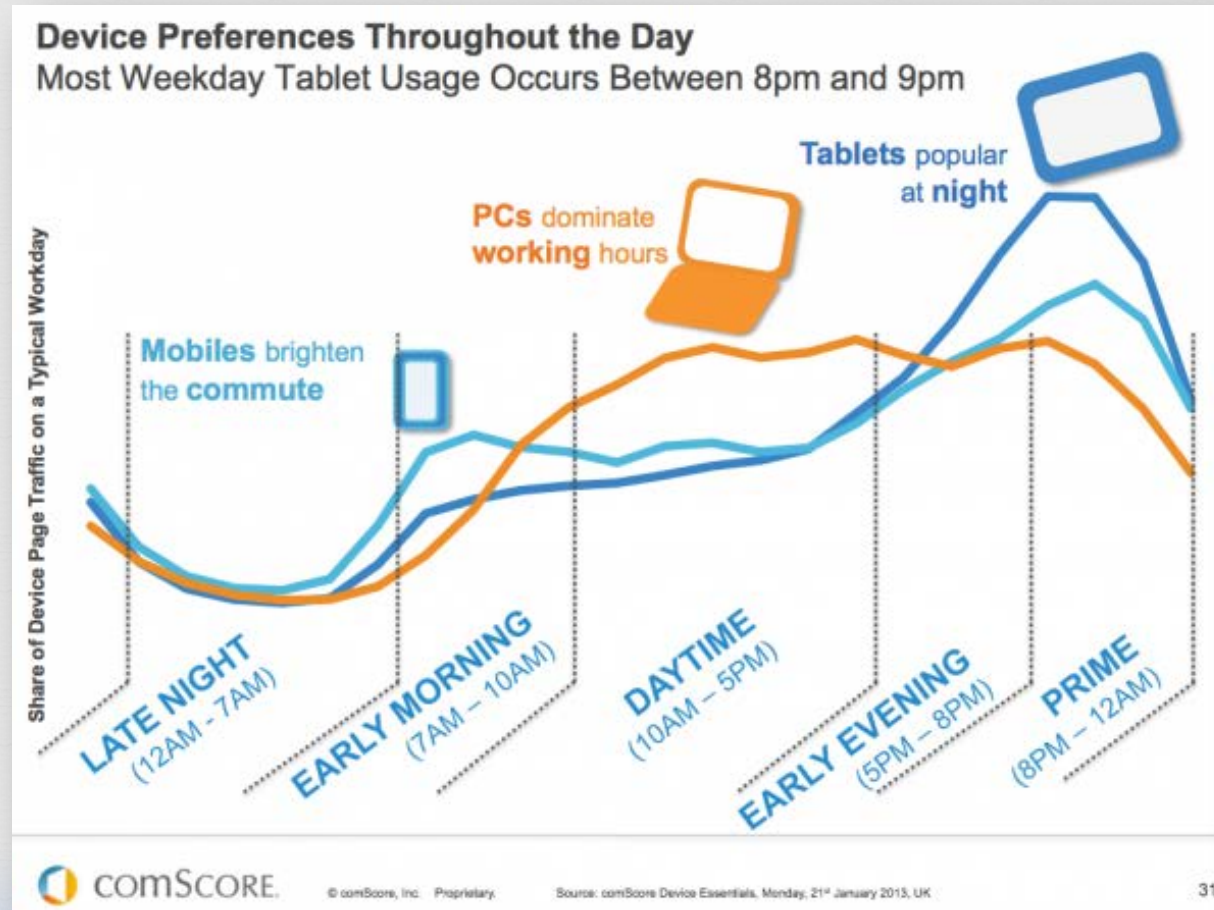 Device Preferences Throughout the Day
Most Weekday Tablet Usage Occurs Between 8pm and 9pm
Tablets popular
at night
PCs dominate
working hours
Mobiles brighten
the commute
Share of Device Page Traffic on a Typical Workday
LATE NIGHT
(12AM - 7AM)
EARLY MORNING
(7AM – 10AM)
DAYTIME
(10AM – 5PM)
EARLY EVENING
(5PM – 8PM)
PRIME
(8PM – 12AM)
comScore.
© comScore, Inc. Proprietary.
Source: comScore Device Essentials, Monday, 21st January 2013, UK
31